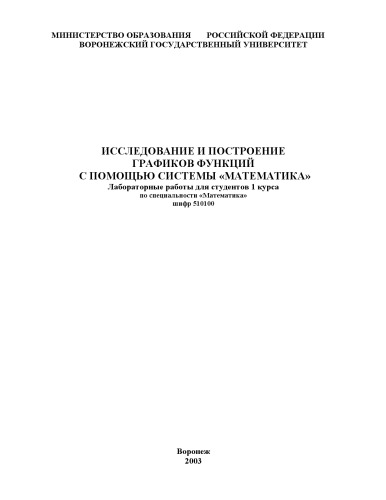 МИНИСТЕРСТВО ОБРАЗОВАНИЯ РОССИЙСКОЙ ФЕДЕРАЦИИ
ВОРОНЕЖСКИЙ ГОСУДАРСТВЕННЫЙ УНИВЕРСИТЕТ
ИССЛЕДОВАНИЕ И ПОСТРОЕНИЕ
ГРАФИКОВ ФУНКЦИЙ
С ПОМОЩЬЮ СИСТЕМЫ «МАТЕМАТИКА»
Лабораторные работы для студентов 1 курса
по специальности «Математика»
шифр 510100
Воронеж
2003